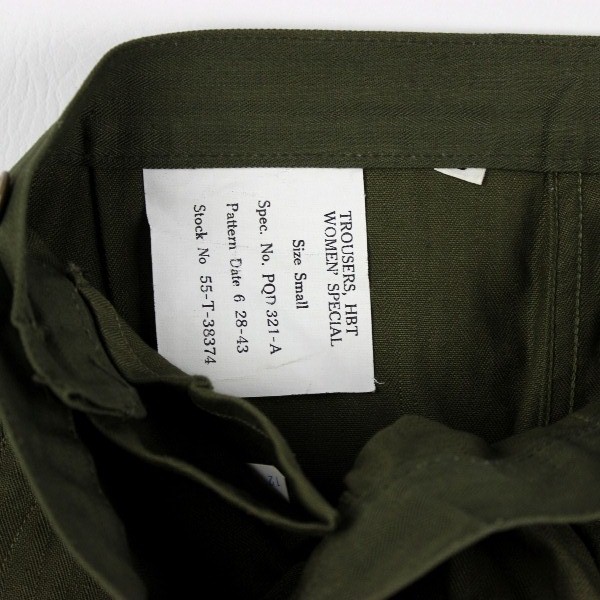 TROUSERS, HBT
WOMEN' SPECIAL
Size Small
Spec. No. PQD 321-A
Pattern Date 6 28-43
Stock No 55-T-38374